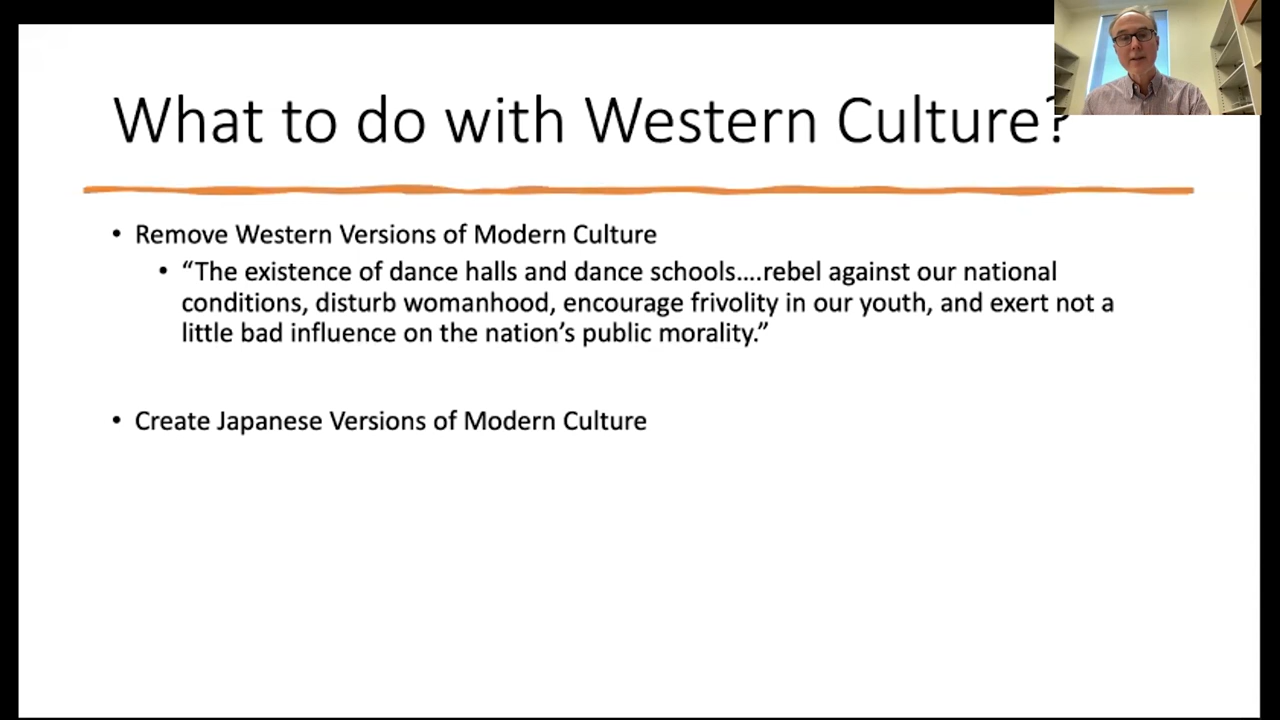 What to do with Western Culture?
• Remove Western Versions of Modern Culture
• “The existence of dance halls and dance schools....rebel against our national
conditions, disturb womanhood, encourage frivolity in our youth, and exert not a
little bad influence on the nation’s public morality.”
• Create Japanese Versions of Modern Culture